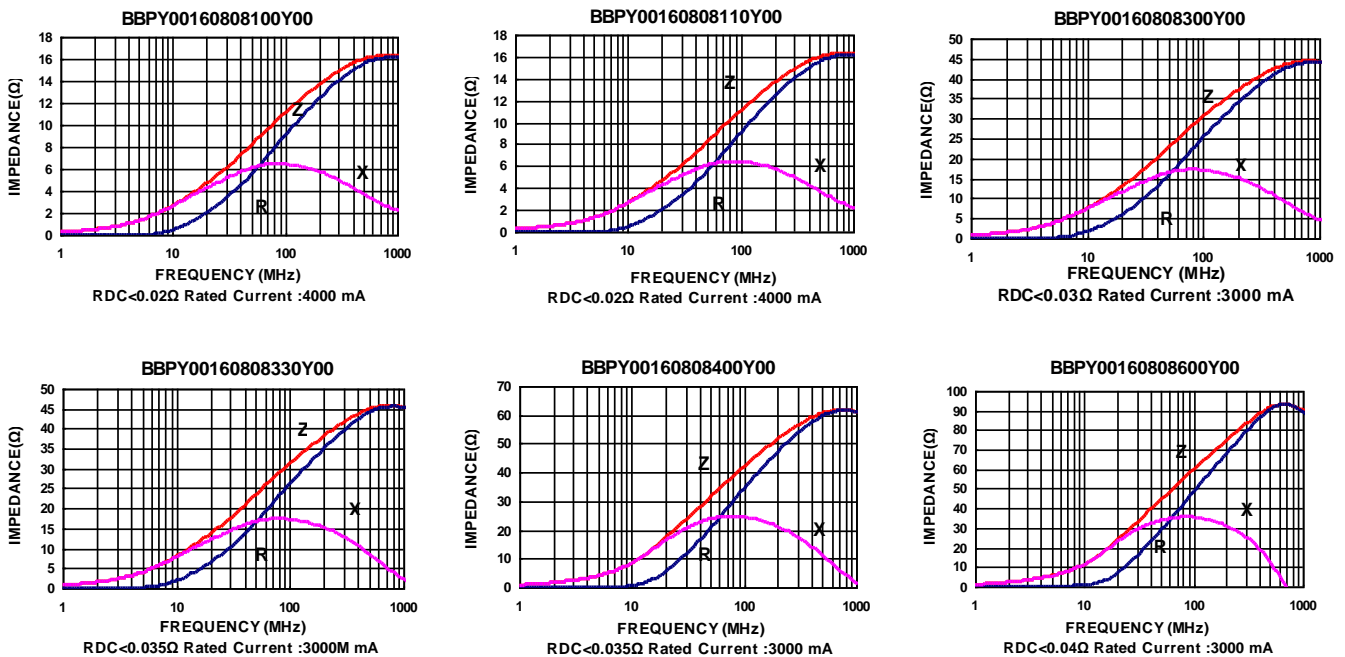 BBPY00160808100Y00
IMPEDANCE(Ω)
18
16
14
12
10
8
6
4
2
0
Z
X
R
1 10 100 1000
FREQUENCY (MHz)
RDC<0.02Ω Rated Current :4000 mA
BBPY00160808110Y00
IMPEDANCE(Ω)
18
16
14
12
10
8
6
4
2
0
Z
X
R
1 10 100 1000
FREQUENCY (MHz)
RDC<0.02Ω Rated Current :4000 mA
BBPY00160808300Y00
IMPEDANCE(Ω)
50
45
40
35
30
25
20
15
10
5
0
Z
X
R
1 10 100 1000
FREQUENCY (MHz)
RDC<0.03Ω Rated Current :3000 mA
BBPY00160808330Y00
IMPEDANCE(Ω)
50
45
40
35
30
25
20
15
10
5
0
Z
X
R
1 10 100 1000
FREQUENCY (MHz)
RDC<0.035Ω Rated Current :3000M mA
BBPY00160808400Y00
IMPEDANCE(Ω)
70
60
50
40
30
20
10
0
Z
X
R
1 10 100 1000
FREQUENCY (MHz)
RDC<0.035Ω Rated Current :3000 mA
BBPY00160808600Y00
IMPEDANCE(Ω)
100
90
80
70
60
50
40
30
20
10
0
Z
X
R
1 10 100 1000
FREQUENCY (MHz)
RDC<0.04Ω Rated Current :3000 mA